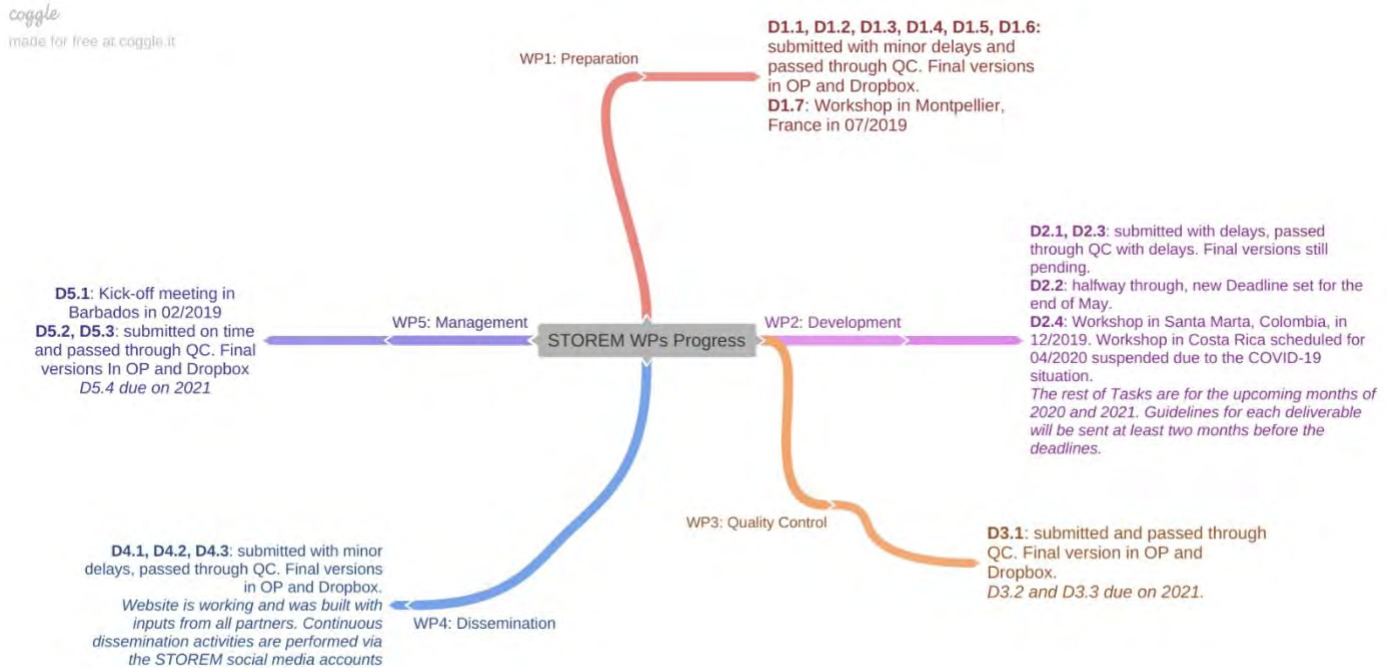 coggle
made for free at coggle.it
WP1: Preparation
D1.1, D1.2, D1.3, D1.4, D1.5, D1.6:
submitted with minor delays and
passed through QC. Final versions
in OP and Dropbox.
D1.7: Workshop in Montpellier,
France in 07/2019
STOREM WPs Progress
WP2: Development
D2.1, D2.3: submitted with delays, passed
through QC with delays. Final versions still
pending.
D2.2: halfway through, new Deadline set for the
end of May.
D2.4: Workshop in Santa Marta, Colombia, in
12/2019. Workshop in Costa Rica scheduled for
04/2020 suspended due to the COVID-19
situation.
The rest of Tasks are for the upcoming months of
2020 and 2021. Guidelines for each deliverable
will be sent at least two months before the
deadlines.
WP3: Quality Control
D3.1: submitted and passed through
QC. Final version in OP and
Dropbox.
D3.2 and D3.3 due on 2021.
WP4: Dissemination
D4.1, D4.2, D4.3: submitted with minor
delays, passed through QC. Final versions
in OP and Dropbox.
Website is working and was built with
inputs from all partners. Continuous
dissemination activities are performed via
the STOREM social media accounts
WP5: Management
D5.1: Kick-off meeting in
Barbados in 02/2019
D5.2, D5.3: submitted on time
and passed through QC. Final
versions In OP and Dropbox
D5.4 due on 2021